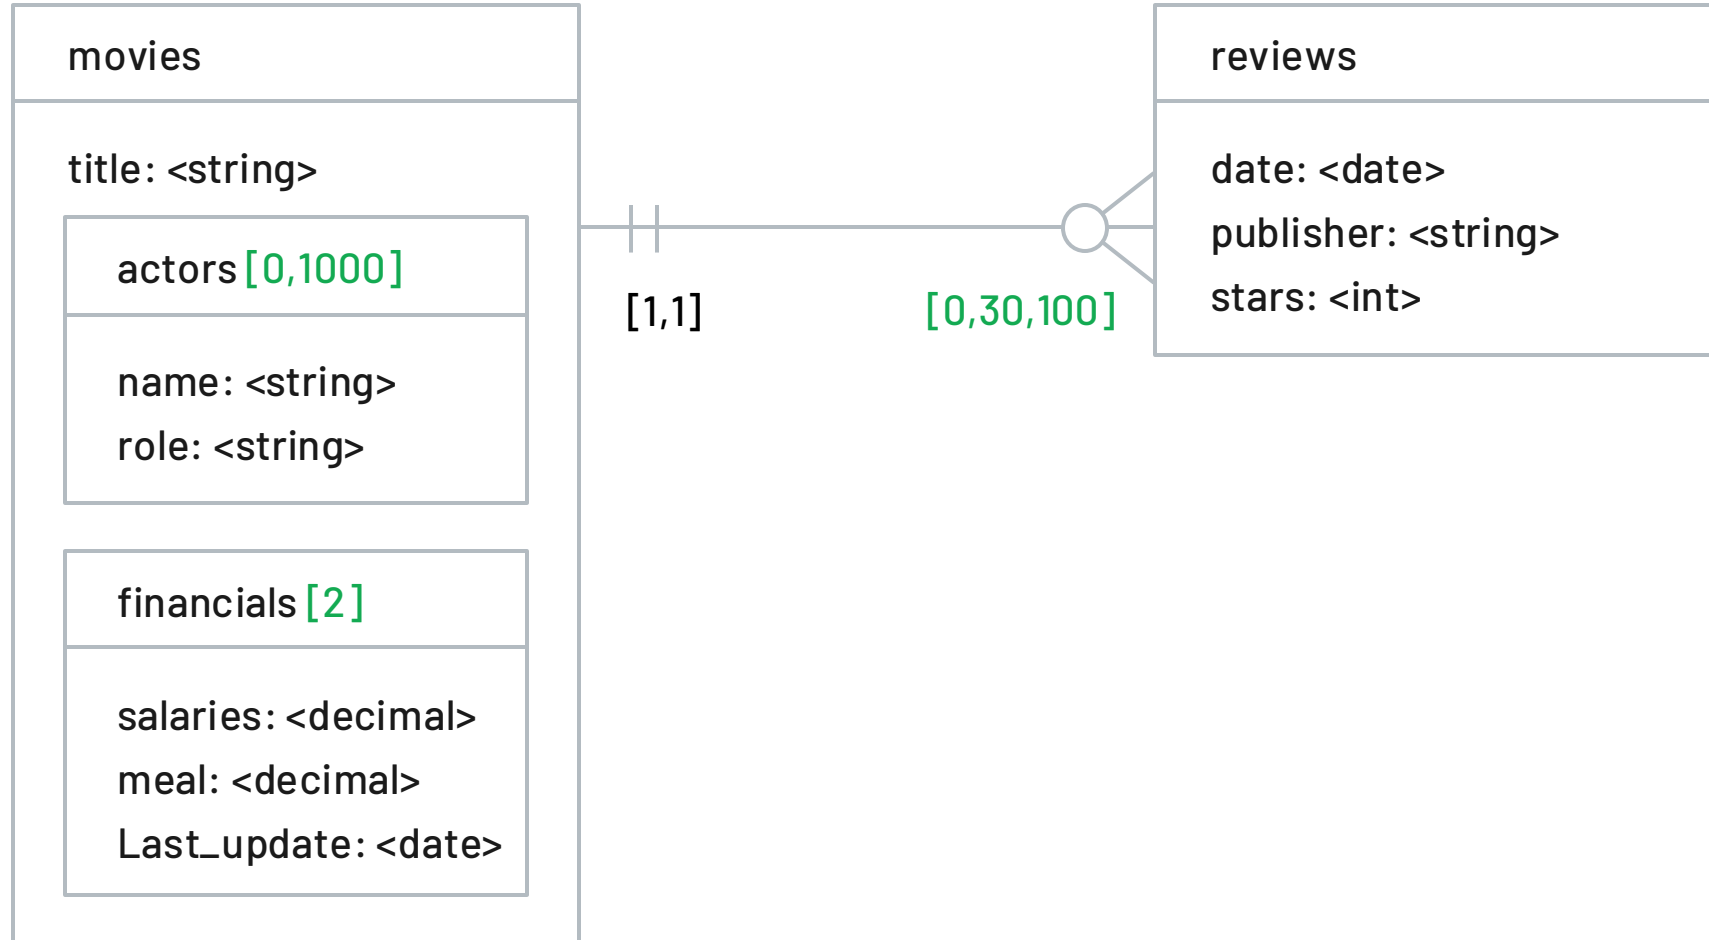 movies
title: <string>
actors [0,1000]
name: <string>
role: <string>
financials [2]
salaries: <decimal>
meal: <decimal>
Last_update: <date>
[1,1]
[0,30,100]
reviews
date: <date>
publisher: <string>
stars: <int>